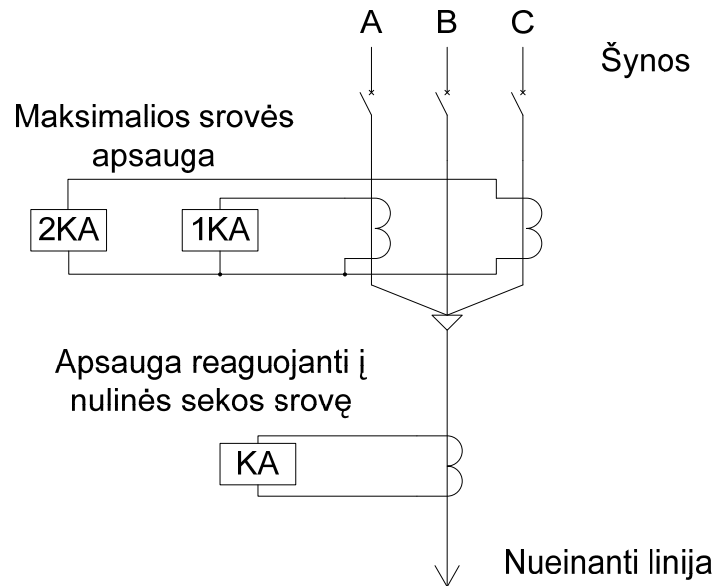 A B C
Šynos
Maksimalios srovės
apsauga
2KA 1KA
Apsauga reaguojanti į
nulinės sekos srovę
KA
Nueinanti linija